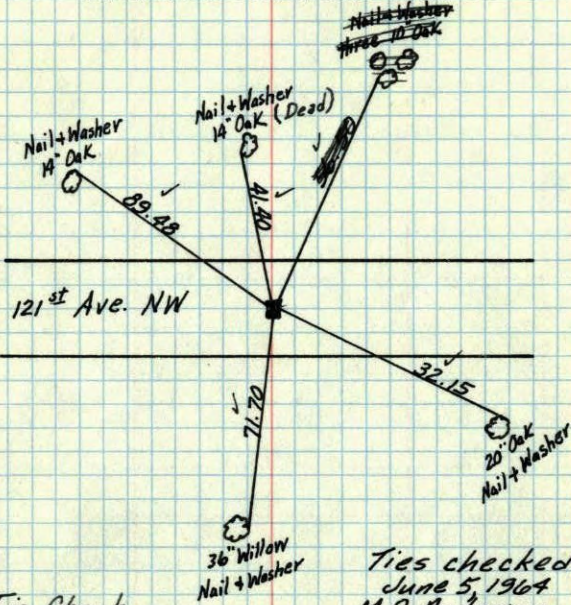 Nail + Washer
Three 10" Oak
Nail + Washer
14" Oak (Dead)
Nail + Washer
14" Oak
89.48
41.40
121st Ave. NW
32.15
71.70
20" Oak
Nail + Washer
36" Willow
Nail + Washer
Ties checked
June 5, 1964